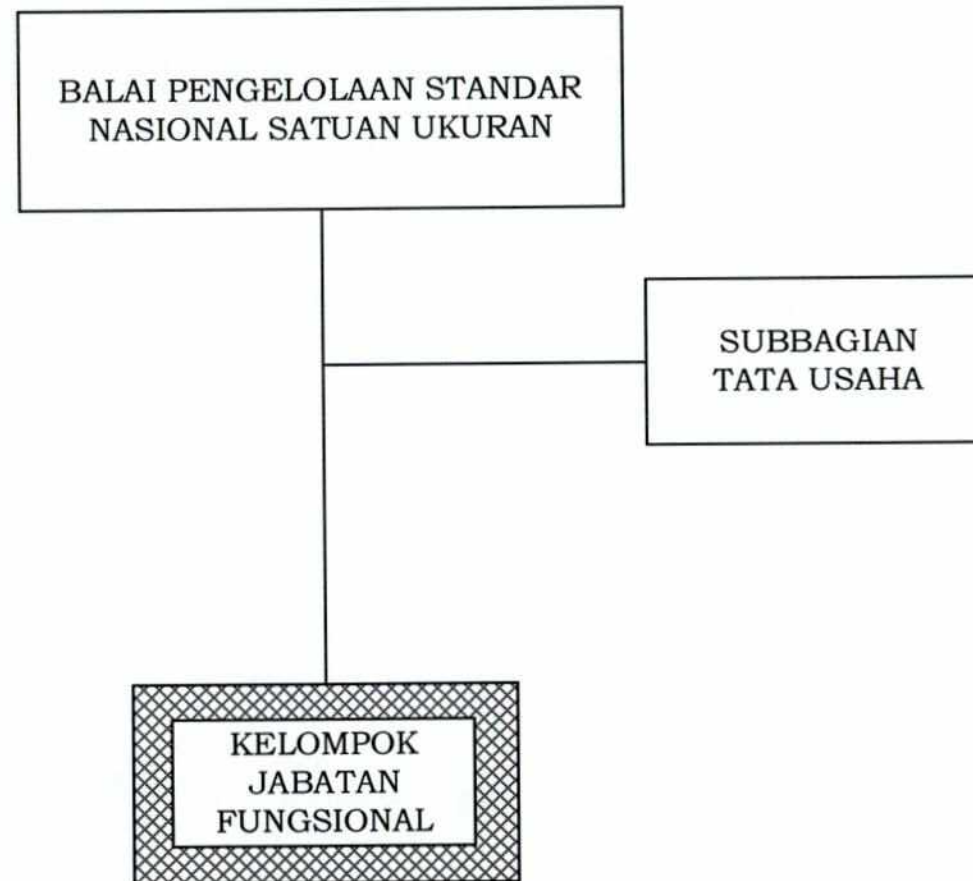 BALAI PENGELOLAAN STANDAR
NASIONAL SATUAN UKURAN
SUBBAGIAN
TATA USAHA
KELOMPOK
JABATAN
FUNGSIONAL